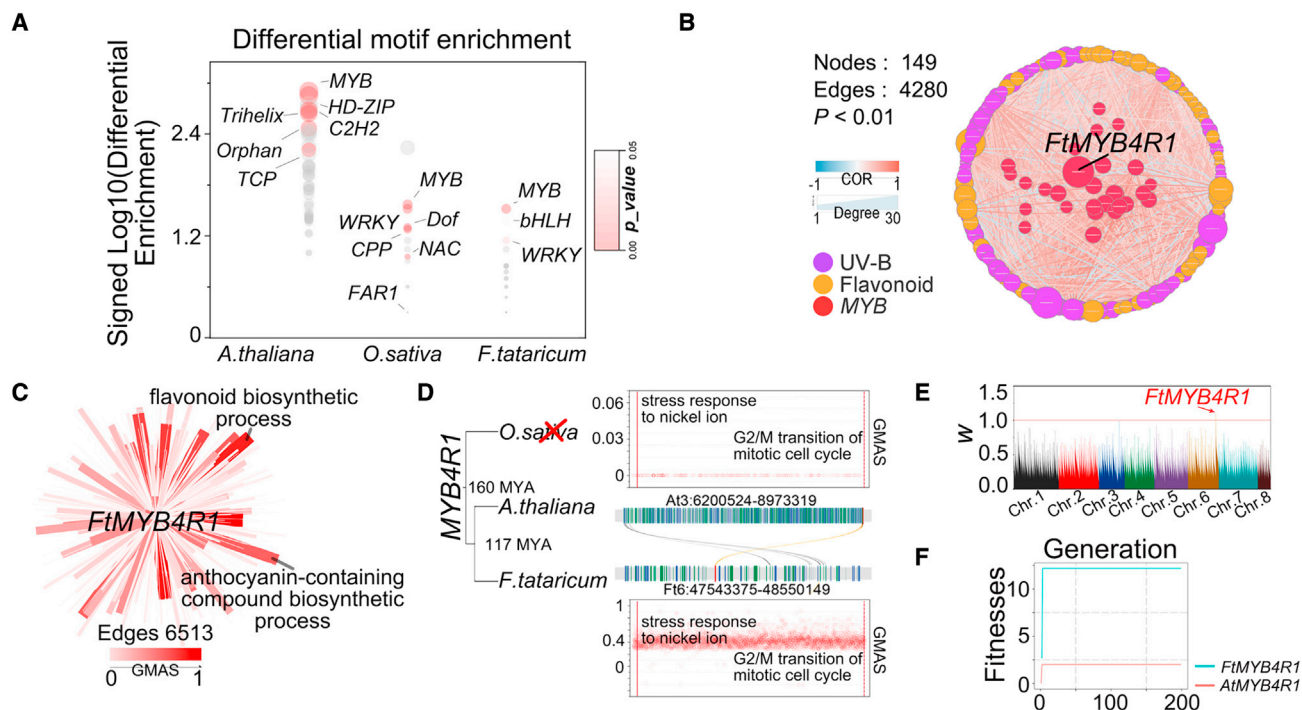 A
Differential motif enrichment
Signed Log10(Differential
Enrichment)
2.4
1.2
0
MYB
HD-ZIP
Trihelix
C2H2
Orphan
TCP
MYB
WRKY
Dof
CPP
NAC
FAR1
MYB
bHLH
WRKY
A.thaliana
O.sativa
F.tataricum
0.05
p_value
0.00
B
Nodes : 149
Edges : 4280
P < 0.01
-1 COR 1
1 Degree 30
UV-B
Flavonoid
MYB
FtMYB4R1
C
flavonoid biosynthetic
process
FtMYB4R1
anthocyanin-containing
compound biosynthetic
process
Edges 6513
0 GMAS 1
D
MYB4R1
O.sativa
160 MYA
A.thaliana
117 MYA
F.tataricum
0.06
0.03
0
stress response
to nickel ion
G2/M transition of
mitotic cell cycle
GMAS
At3:6200524-8973319
Ft6:47543375-48550149
1
0.4
0
stress response
to nickel ion
G2/M transition of
mitotic cell cycle
GMAS
E
1.5
1.0
0.5
0.0
W
FtMYB4R1
Chr.1
Chr.2
Chr.3
Chr.4
Chr.5
Chr.6
Chr.7
Chr.8
F
Generation
Fitnesses
10
5
0
0
100
200
FtMYB4R1
AtMYB4R1